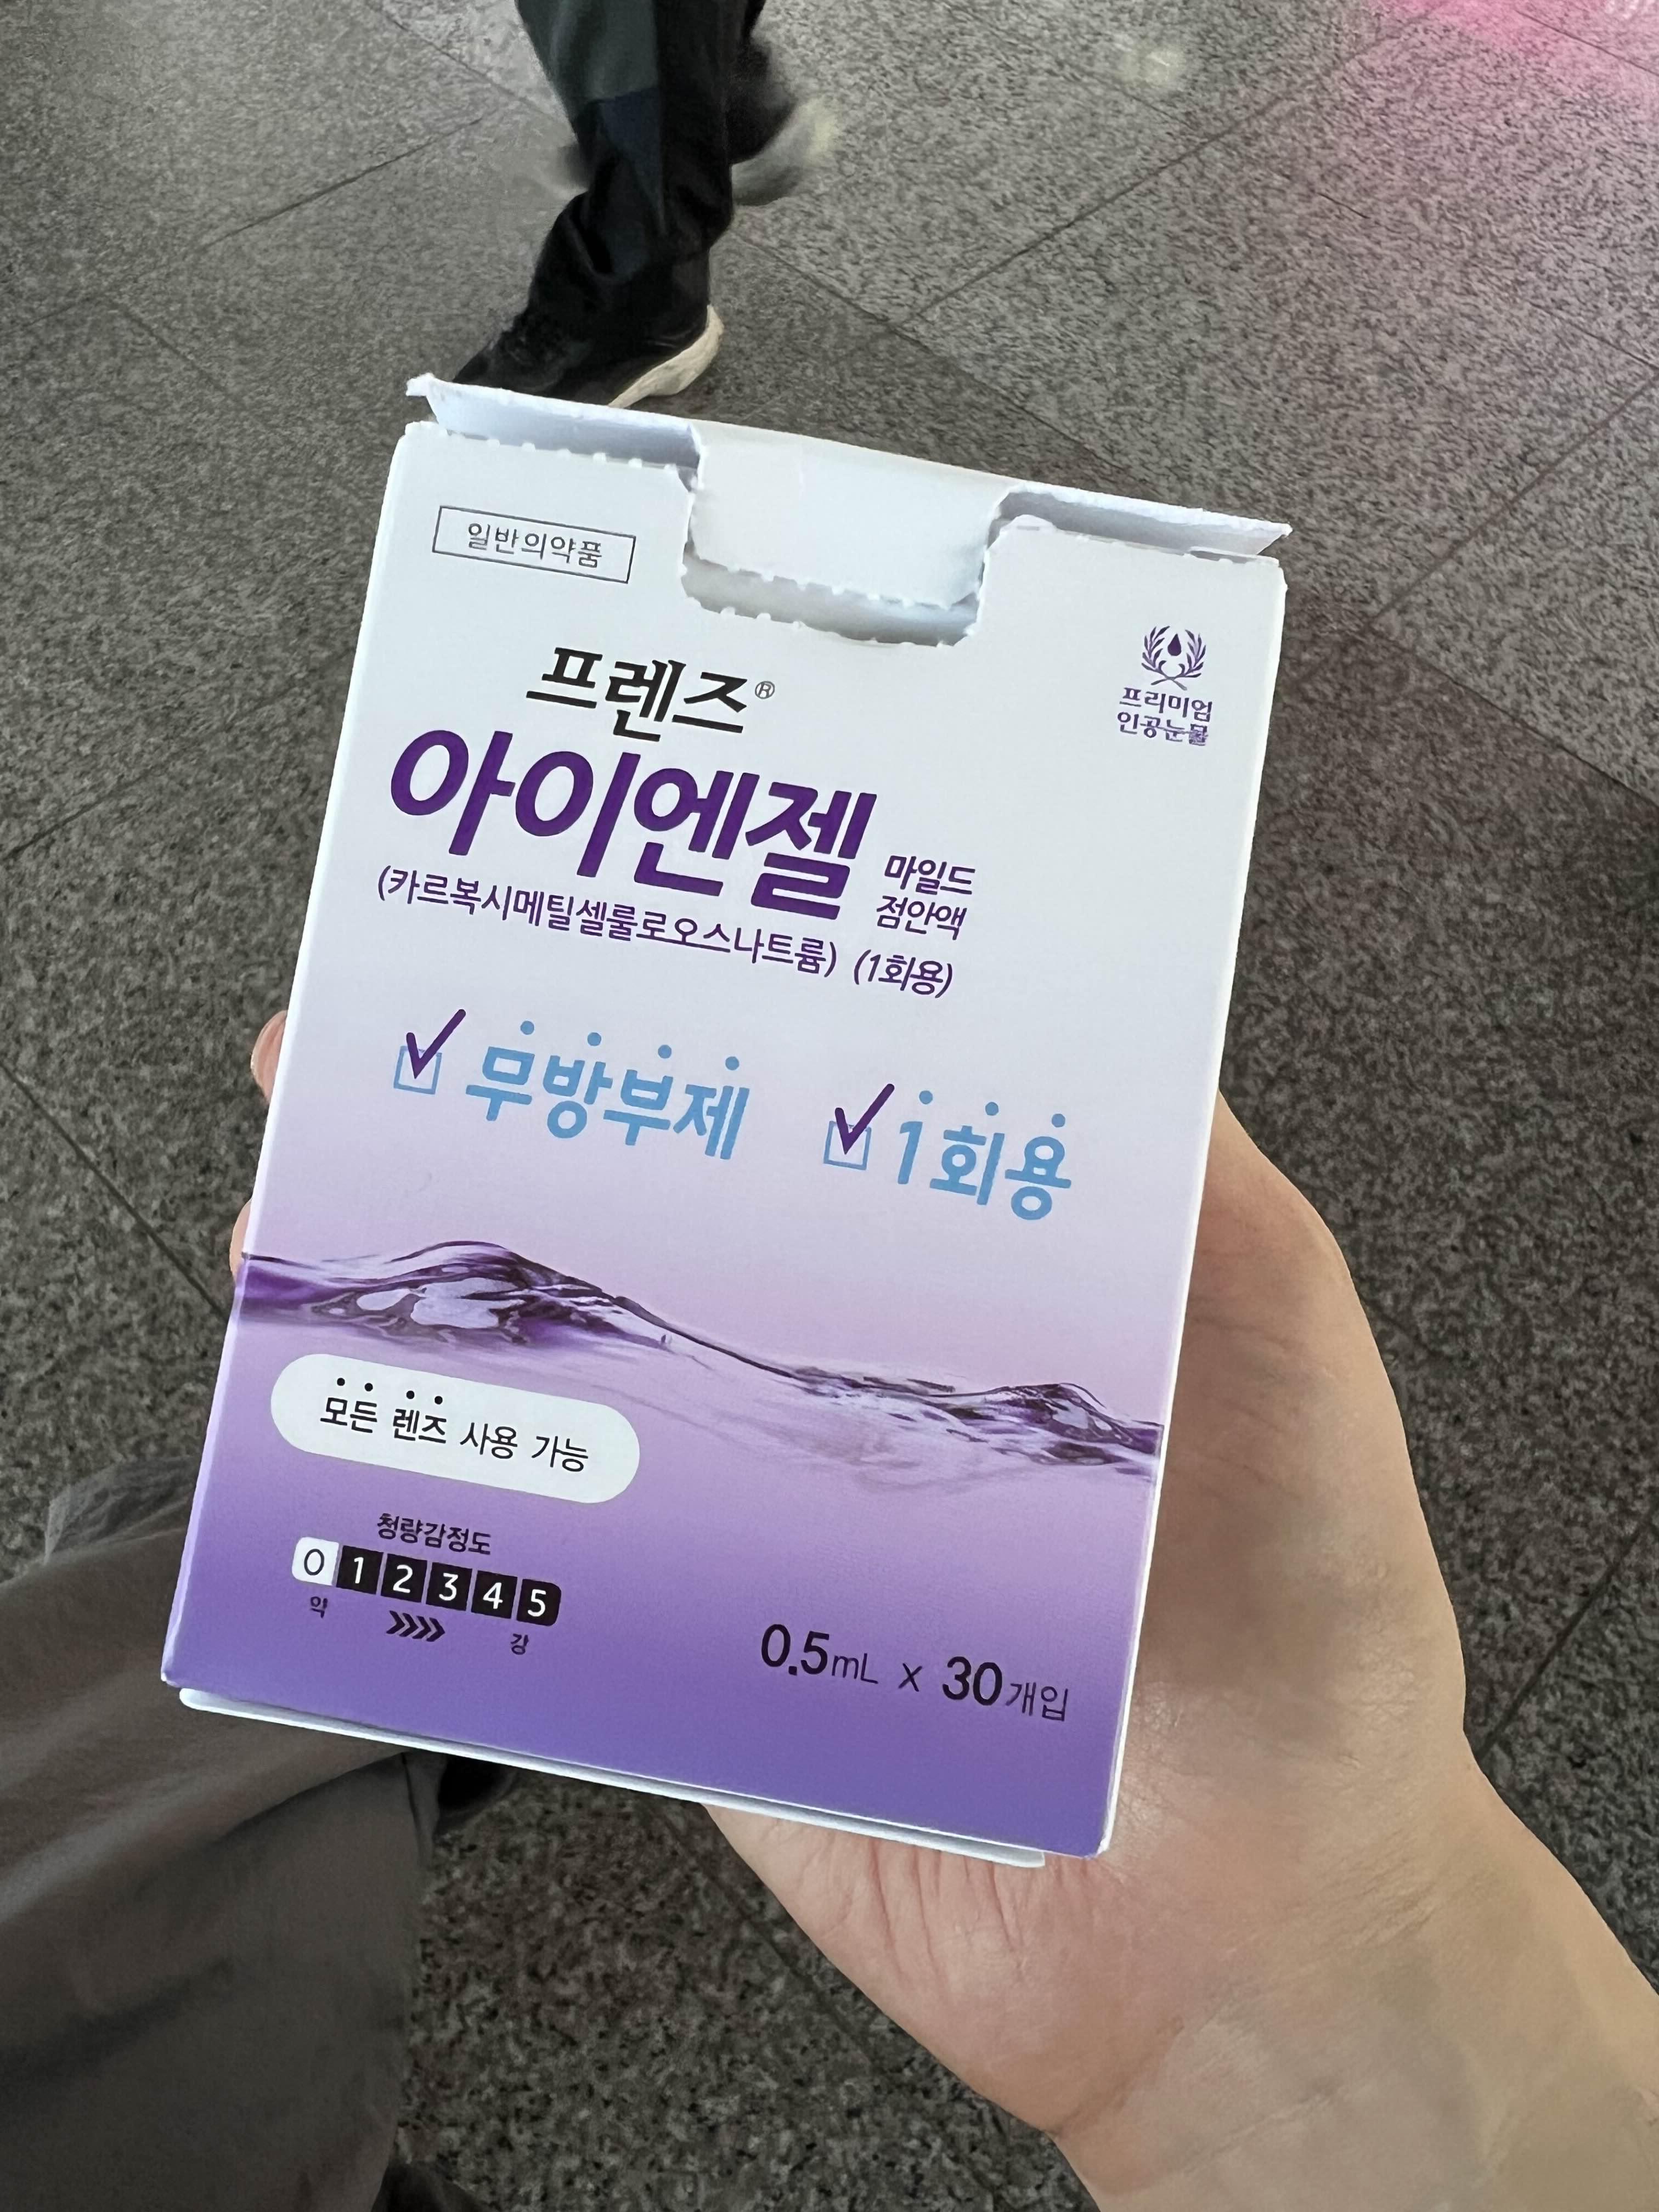 일반의약품
프렌즈®
아이엔젤 마일드
점안액
(카르복시메틸셀룰로오스나트륨) (1회용)
프리미엄
인공눈물
무방부제 1회용
모든 렌즈 사용 가능
청량감정도
0 1 2 3 4 5
약 강
0.5mL x 30개입